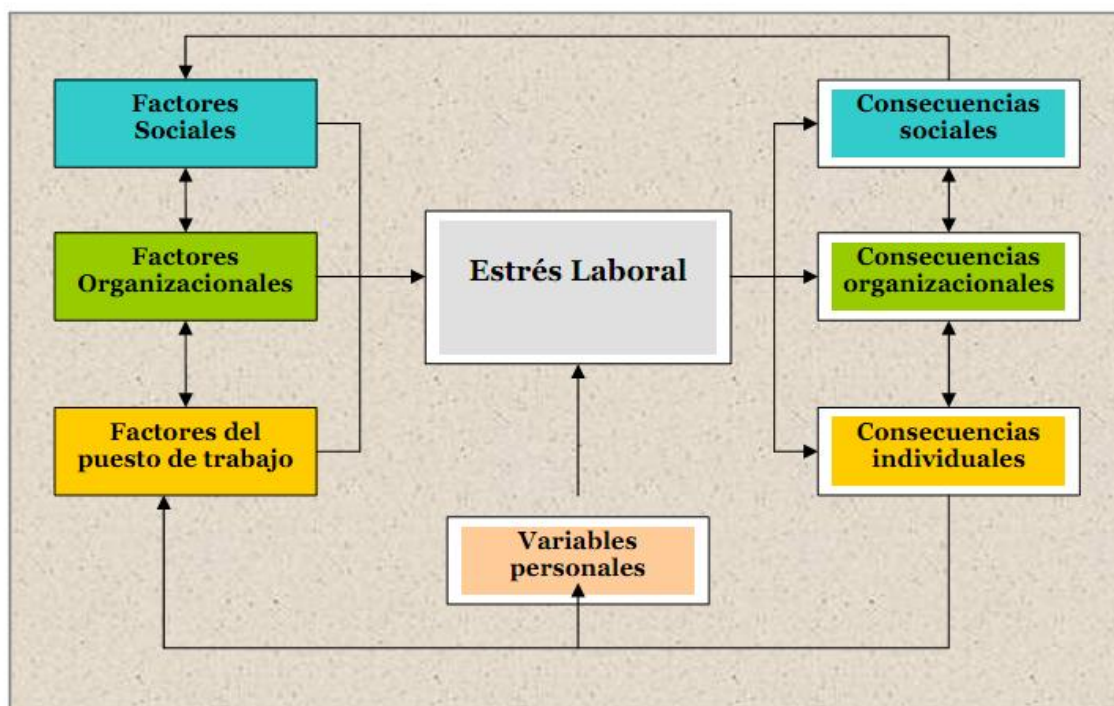 Factores
Sociales
Consecuencias
sociales
Factores
Organizacionales
Estrés Laboral
Consecuencias
organizacionales
Factores del
puesto de trabajo
Consecuencias
individuales
Variables
personales